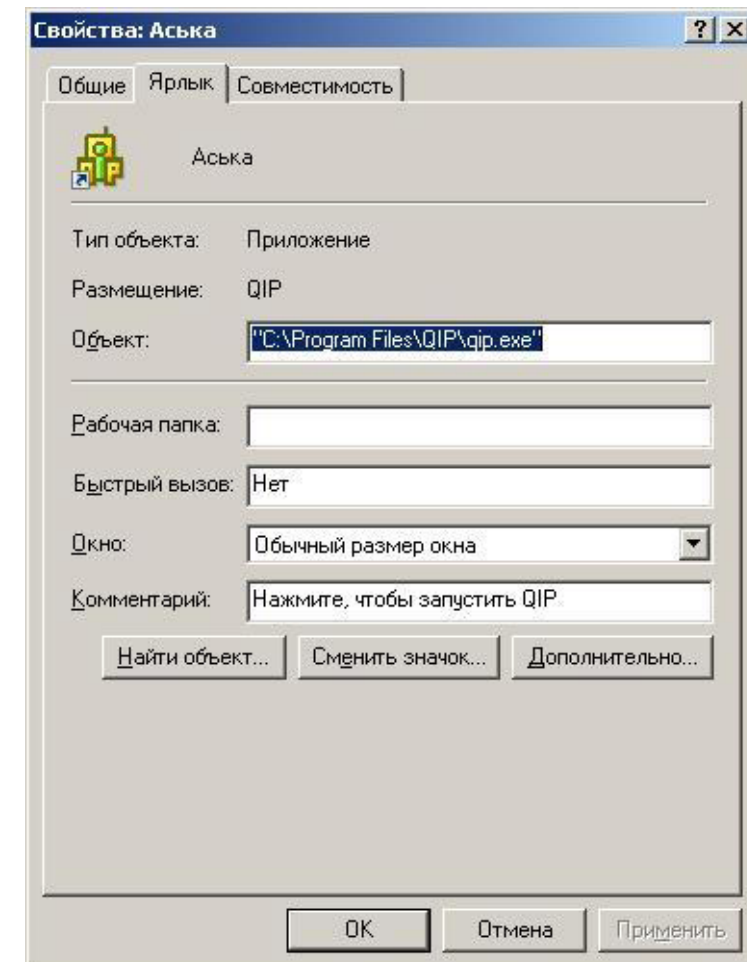 Свойства: Аська
Общие Ярлык Совместимость
Аська
Тип объекта: Приложение
Размещение: QIP
Объект: "C:\Program Files\QIP\qip.exe"
Рабочая папка:
Быстрый вызов: Нет
Окно: Обычный размер окна
Комментарий: Нажмите, чтобы запустить QIP
Найти объект... Сменить значок... Дополнительно...
OK Отмена Применить